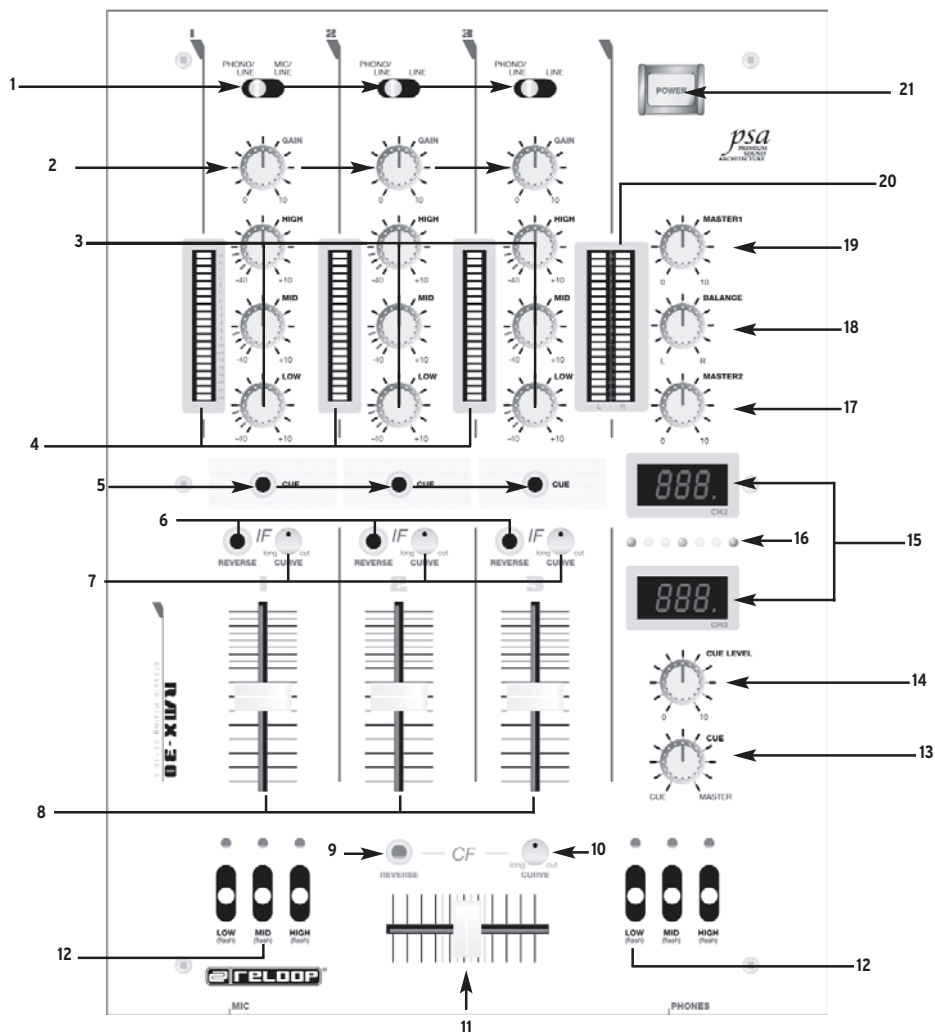 1 2 3
PHONO/ LINE MIC/ LINE
PHONO/ LINE LINE
PHONO/ LINE LINE
1
POWER
21
psa
PREMIUM SOUND ARCHITECTURE
2
GAIN GAIN GAIN
0 10 0 10 0 10
20
3
HIGH HIGH HIGH
MASTER1
19
-40 +10 -40 +10 -40 +10
0 10
MID MID MID
BALANCE
18
-40 +10 -40 +10 -40 +10
L R
LOW LOW LOW
MASTER2
17
L R
-40 +10 -40 +10 -40 +10
0 10
4
5
CUE CUE CUE
888.
CH2
6
IF IF IF
16
15
long cut long cut long cut
REVERSE CURVE REVERSE CURVE REVERSE CURVE
7
1 2 3
888.
CH3
CUE LEVEL
14
0 10
RMX-30
CUE
13
CUE MASTER
8
9
REVERSE
CF
long cut
CURVE
10
LOW (flash) MID (flash) HIGH (flash)
LOW (flash) MID (flash) HIGH (flash)
12
12
RELOOP
MIC
PHONES
11